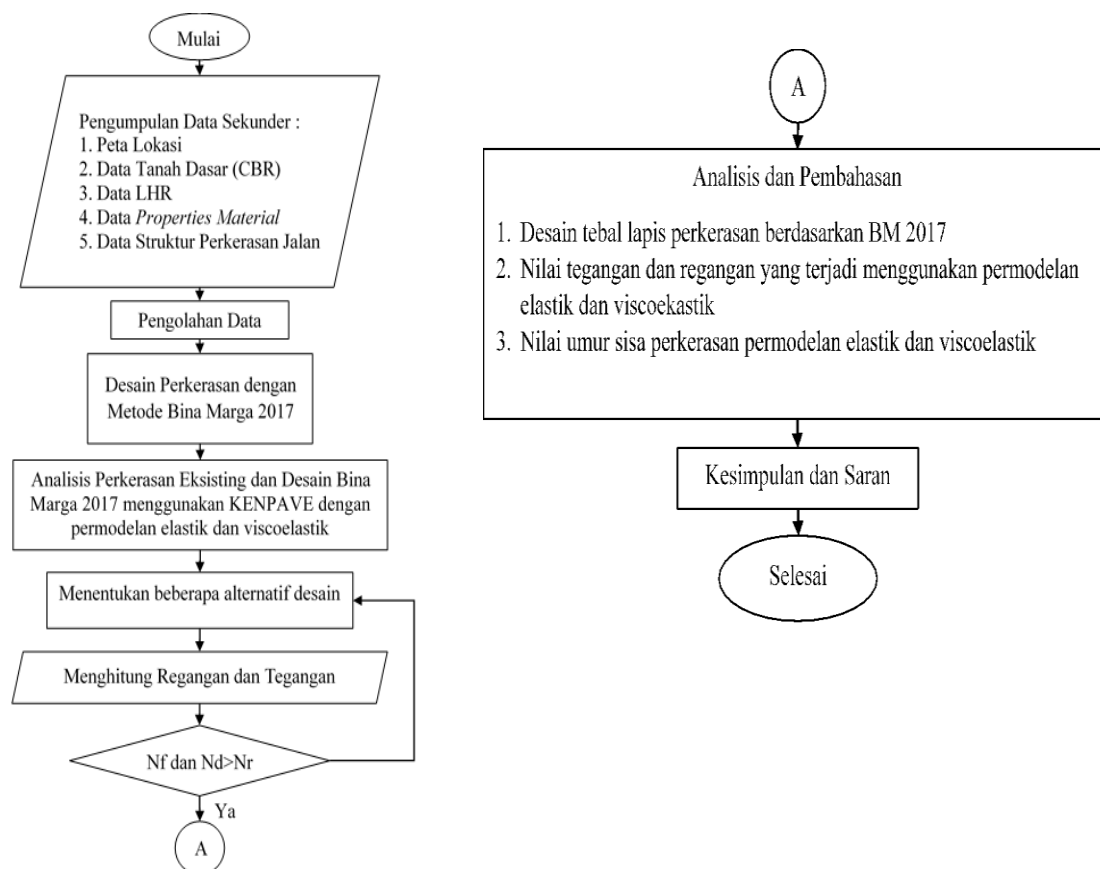 Mulai
Pengumpulan Data Sekunder :
1. Peta Lokasi
2. Data Tanah Dasar (CBR)
3. Data LHR
4. Data Properties Material
5. Data Struktur Perkerasan Jalan
Pengolahan Data
Desain Perkerasan dengan
Metode Bina Marga 2017
Analisis Perkerasan Eksisting dan Desain Bina
Marga 2017 menggunakan KENPAVE dengan
permodelan elastik dan viscoelastik
Menentukan beberapa alternatif desain
Menghitung Regangan dan Tegangan
Nf dan Nd>Nr
Ya
A
A
Analisis dan Pembahasan
1. Desain tebal lapis perkerasan berdasarkan BM 2017
2. Nilai tegangan dan regangan yang terjadi menggunakan permodelan
elastik dan viscoekastik
3. Nilai umur sisa perkerasan permodelan elastik dan viscoelastik
Kesimpulan dan Saran
Selesai